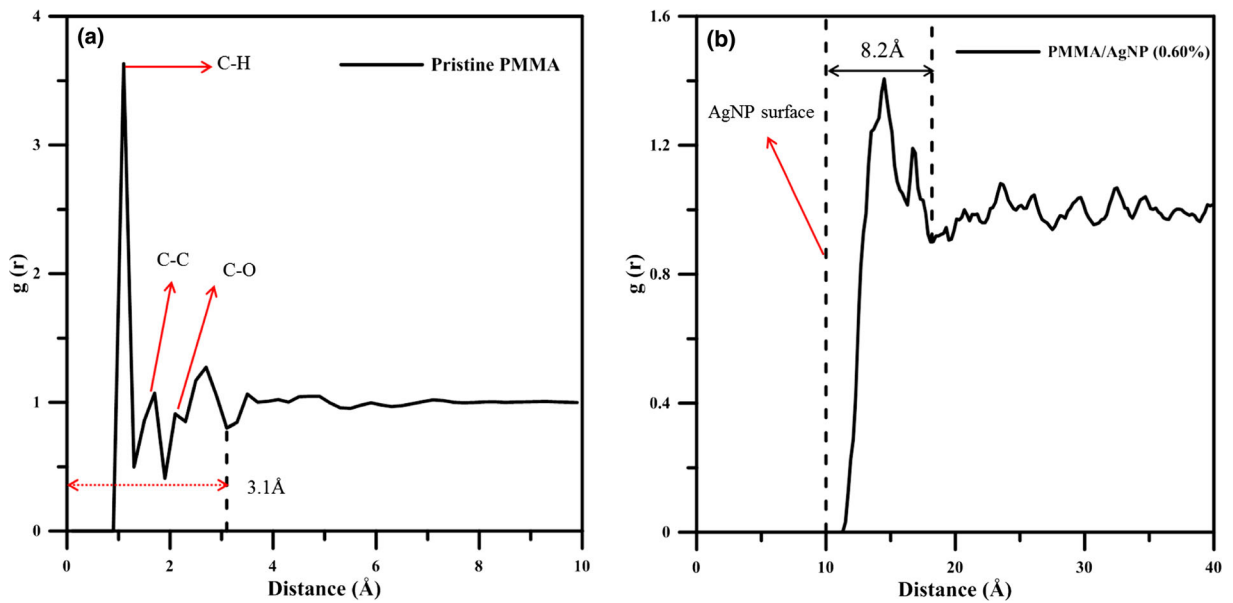 (a)
Pristine PMMA
C-H
C-C
C-O
3.1Å
g (r)
4
3
2
1
0
0 2 4 6 8 10
Distance (Å)
(b)
8.2Å
PMMA/AgNP (0.60%)
AgNP surface
g (r)
1.6
1.2
0.8
0.4
0
0 10 20 30 40
Distance (Å)